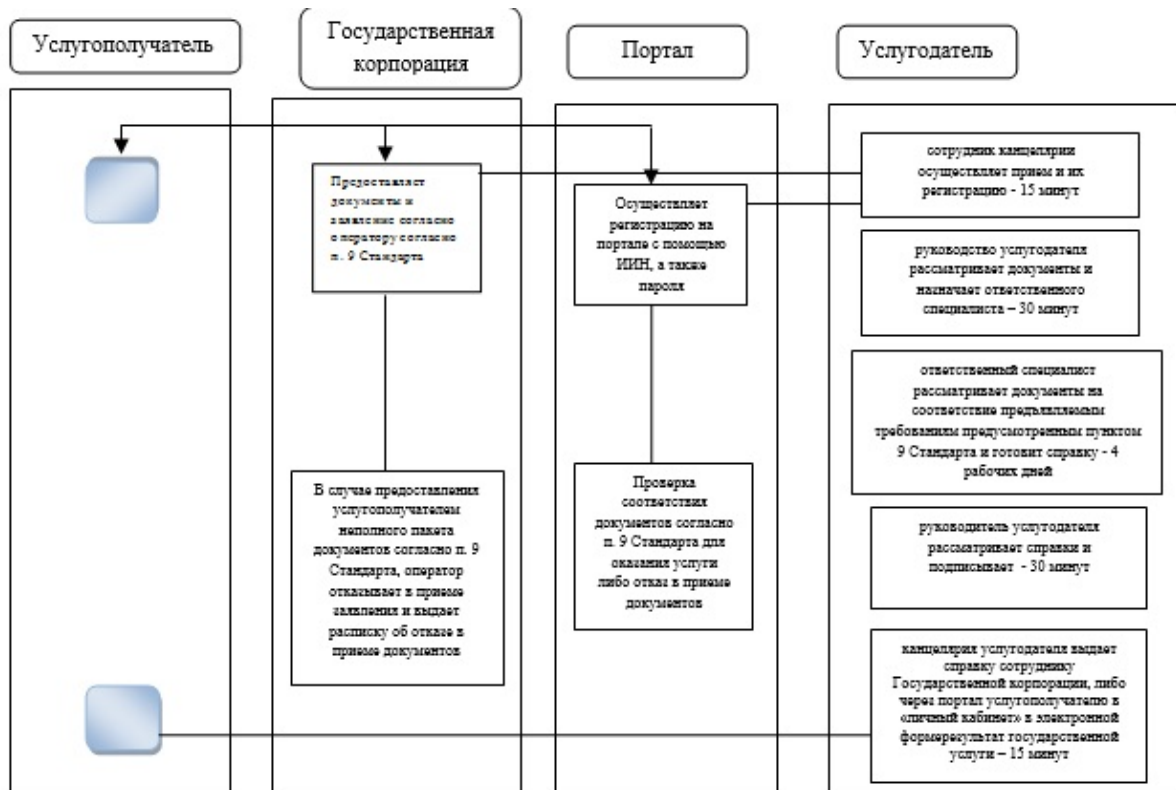 Услугополучатель
Государственная
корпорация
Портал
Услугодатель
Предоставляет
документы и
заявление согласно
оператору согласно
п. 9 Стандарта
В случае предоставления
услугополучателем
неполного пакета
документов согласно п. 9
Стандарта, оператор
отказывает в приеме
заявления и выдает
расписку об отказе в
приеме документов
Осуществляет
регистрацию на
портале с помощью
ИИН, а также
пароля
Проверка
соответствия
документов согласно
п. 9 Стандарта для
оказания услуги
либо отказ в приеме
документов
сотрудник канцелярии
осуществляет прием и их
регистрацию - 15 минут
руководство услугодателя
рассматривает документы и
назначает ответственного
специалиста – 30 минут
ответственный специалист
рассматривает документы на
соответствие предъявляемым
требованиям предусмотренным пунктом
9 Стандарта и готовит справку - 4
рабочих дней
руководитель услугодателя
рассматривает справки и
подписывает - 30 минут
канцелярия услугодателя выдает
справку сотруднику
Государственной корпорации, либо
через портал услугополучателю в
«личный кабинет» в электронной
формерезультат государственной
услуги – 15 минут